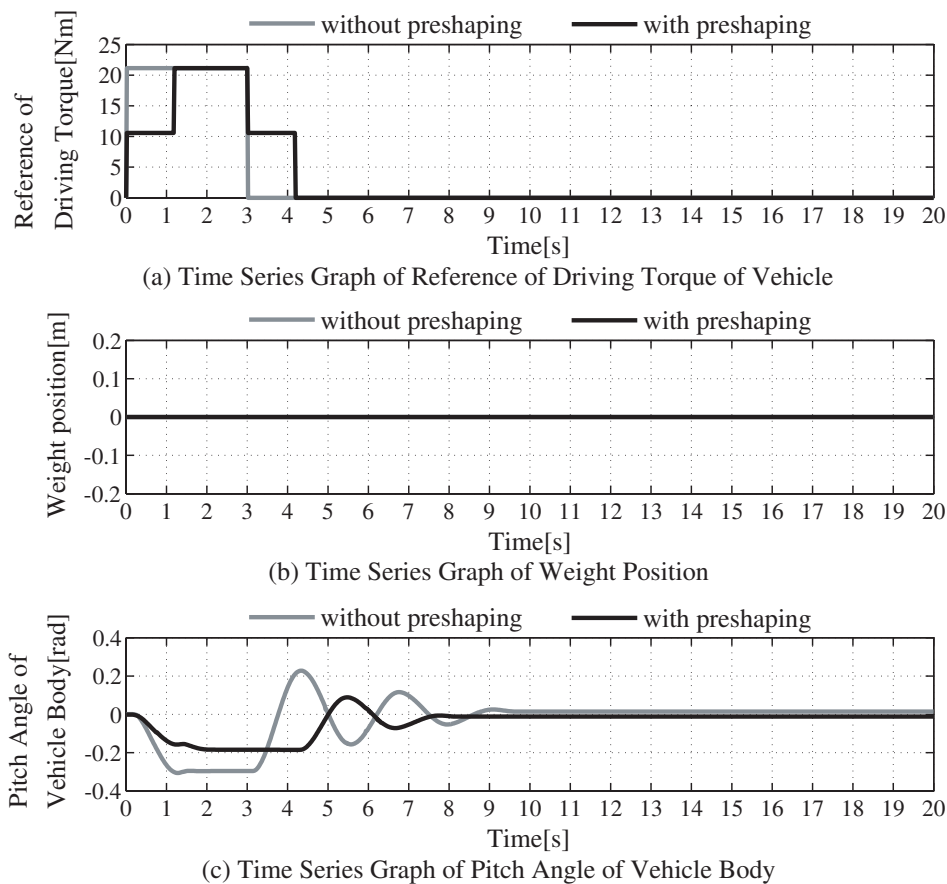 without preshaping with preshaping
Reference of
Driving Torque[Nm]
25
20
15
10
5
0
0 1 2 3 4 5 6 7 8 9 10 11 12 13 14 15 16 17 18 19 20
Time[s]
(a) Time Series Graph of Reference of Driving Torque of Vehicle
without preshaping with preshaping
Weight position[m]
0.2
0.1
0
-0.1
-0.2
0 1 2 3 4 5 6 7 8 9 10 11 12 13 14 15 16 17 18 19 20
Time[s]
(b) Time Series Graph of Weight Position
without preshaping with preshaping
Pitch Angle of
Vehicle Body[rad]
0.4
0.2
0
-0.2
-0.4
0 1 2 3 4 5 6 7 8 9 10 11 12 13 14 15 16 17 18 19 20
Time[s]
(c) Time Series Graph of Pitch Angle of Vehicle Body